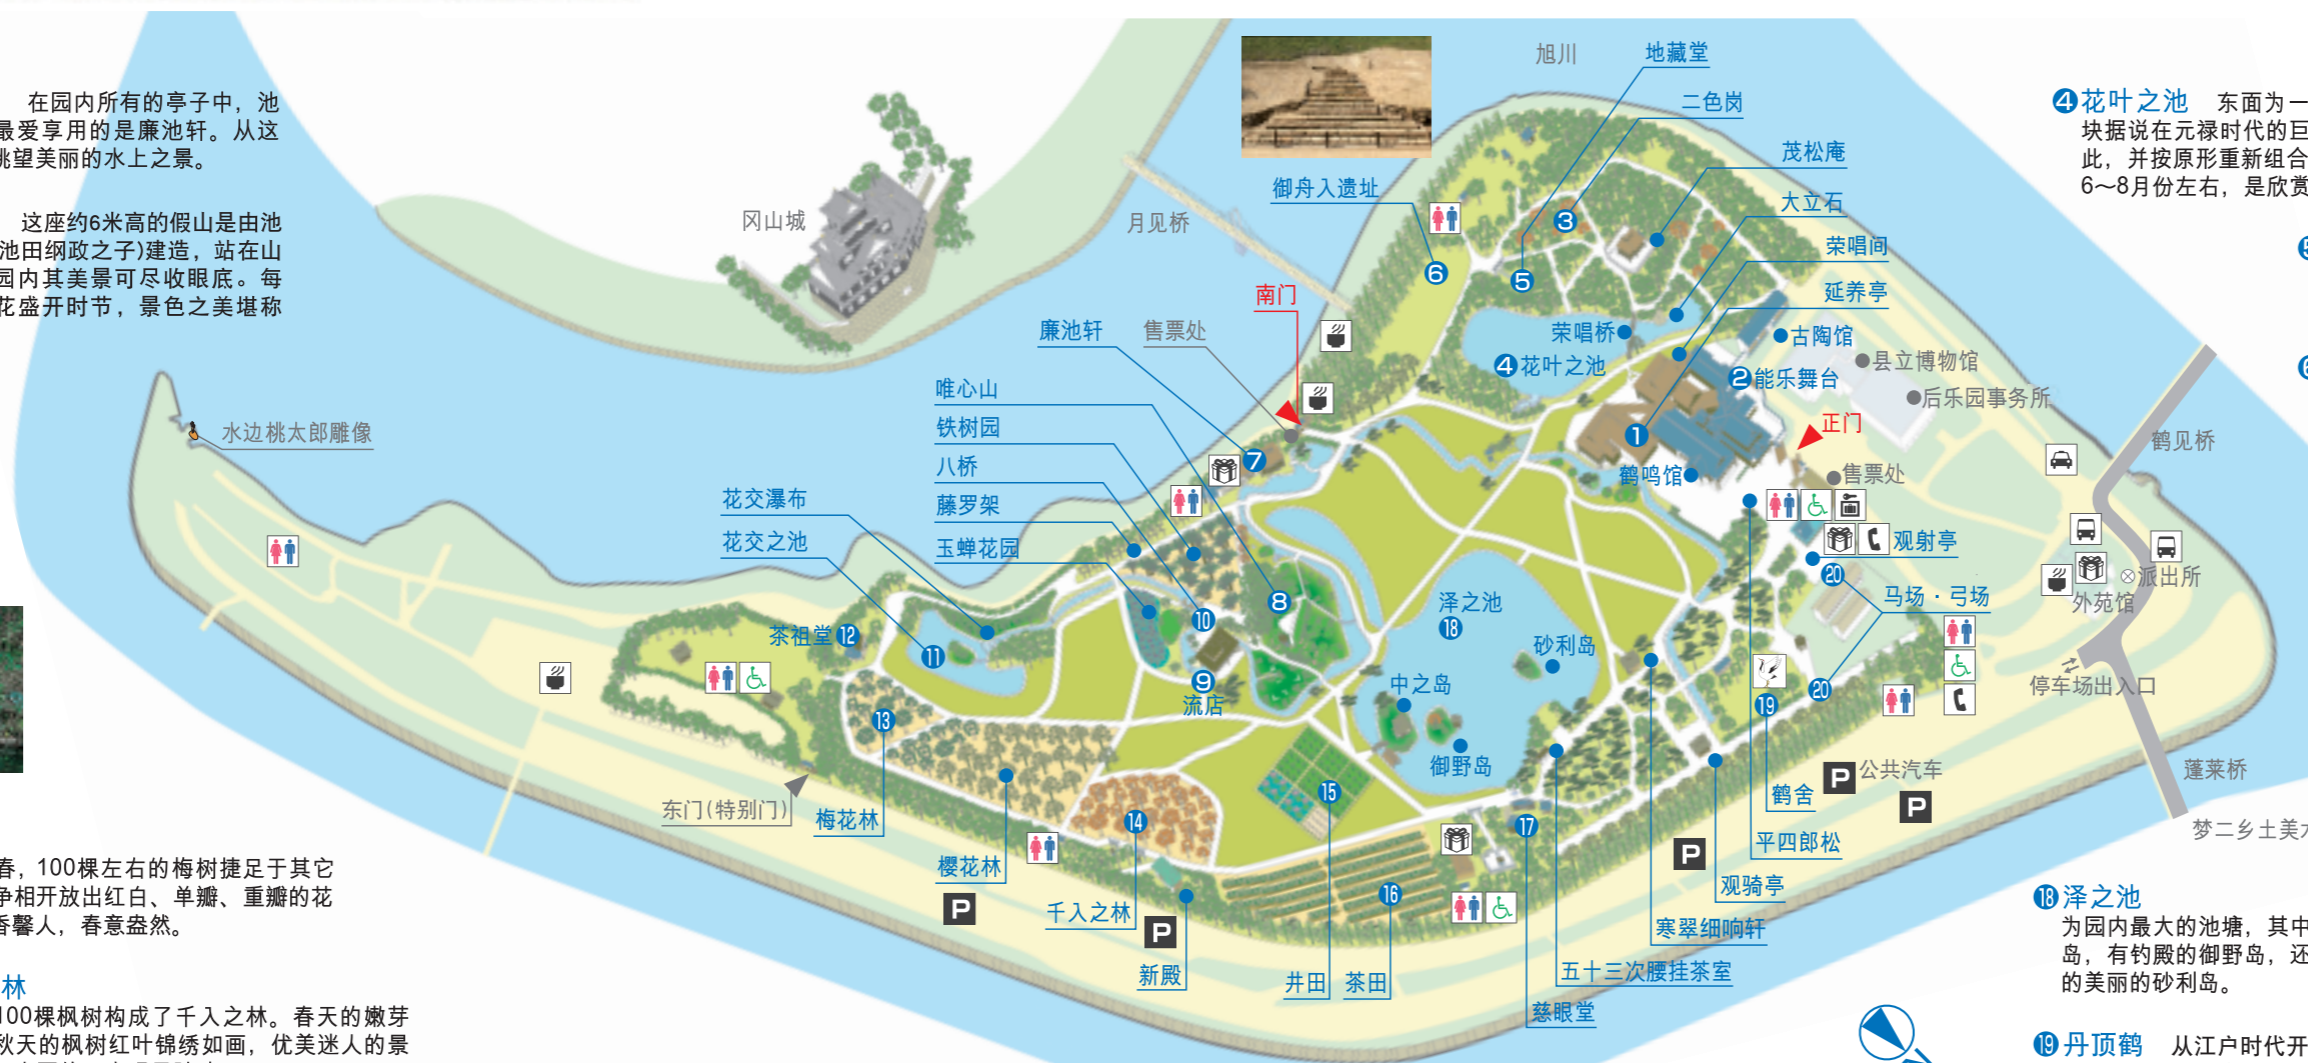 在园内所有的亭子中，池
最爱享用的是廉池轩。从这
眺望美丽的水上之景。
这座约6米高的假山是由池
池田纲政之子)建造，站在山
园内其美景可尽收眼底。每
花盛开时节，景色之美堪称
春，100棵左右的梅树捷足于其它
争相开放出红白、单瓣、重瓣的花
香馨人，春意盎然。
林
100棵枫树构成了千入之林。春天的嫩芽
秋天的枫树红叶锦绣如画，优美迷人的景
冈山城
月见桥
旭川
水边桃太郎雕像
地藏堂
二色岗
茂松庵
大立石
荣唱间
延养亭
御舟入遗址
南门
售票处
廉池轩
唯心山
铁树园
八桥
藤罗架
玉蝉花园
花交瀑布
花交之池
③
⑤
⑥
荣唱桥
④花叶之池
古陶馆
县立博物馆
②能乐舞台
后乐园事务所
正门
①
鹤鸣馆
售票处
⑦
观射亭
⑳
马场・弓场
⑳
鹤见桥
派出所
外苑馆
停车场出入口
蓬莱桥
梦二乡土美
⑧
⑩
⑨
流店
⑪
茶祖堂⑫
⑬
泽之池
⑱
砂利岛
中之岛
御野岛
⑲
鹤舍
公共汽车
P
P
P
P
P
平四郎松
观骑亭
寒翠细响轩
五十三次腰挂茶室
⑰
慈眼堂
⑮
井田
⑯
茶田
⑭
千入之林
新殿
樱花林
梅花林
东门(特别门)
④花叶之池 东面为一
块据说在元禄时代的巨
此，并按原形重新组合
6～8月份左右，是欣赏
⑱泽之池
为园内最大的池塘，其中
岛，有钓殿的御野岛，还
的美丽的砂利岛。
⑲丹顶鹤 从江户时代开